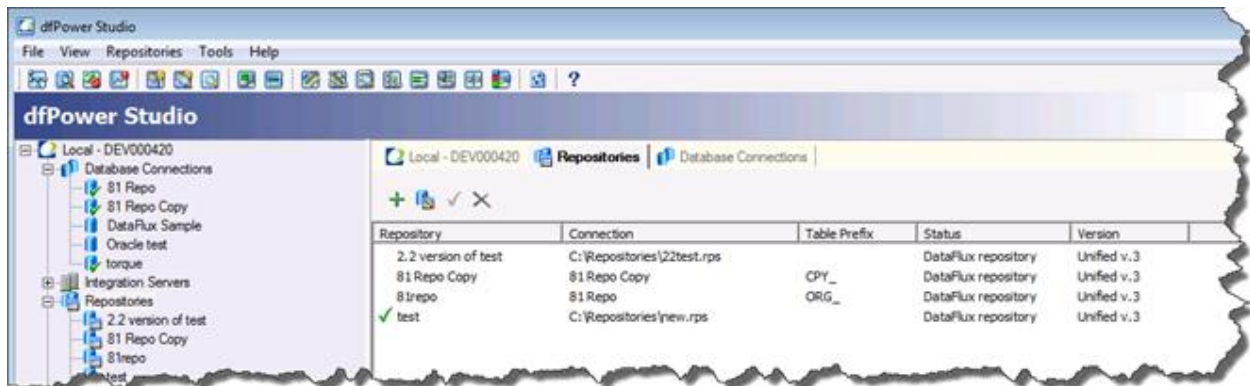 dfPower Studio
File View Repositories Tools Help
?
dfPower Studio
Local - DEV000420
Database Connections
81 Repo
81 Repo Copy
DataFlux Sample
Oracle test
torque
Integration Servers
Repositories
2.2 version of test
81 Repo Copy
81repo
test
Local - DEV000420 Repositories Database Connections
Repository Connection Table Prefix Status Version
2.2 version of test C:\Repositories\22test.rps DataFlux repository Unified v.3
81 Repo Copy 81 Repo Copy CPY_ DataFlux repository Unified v.3
81repo 81 Repo ORG_ DataFlux repository Unified v.3
test C:\Repositories\new.rps DataFlux repository Unified v.3